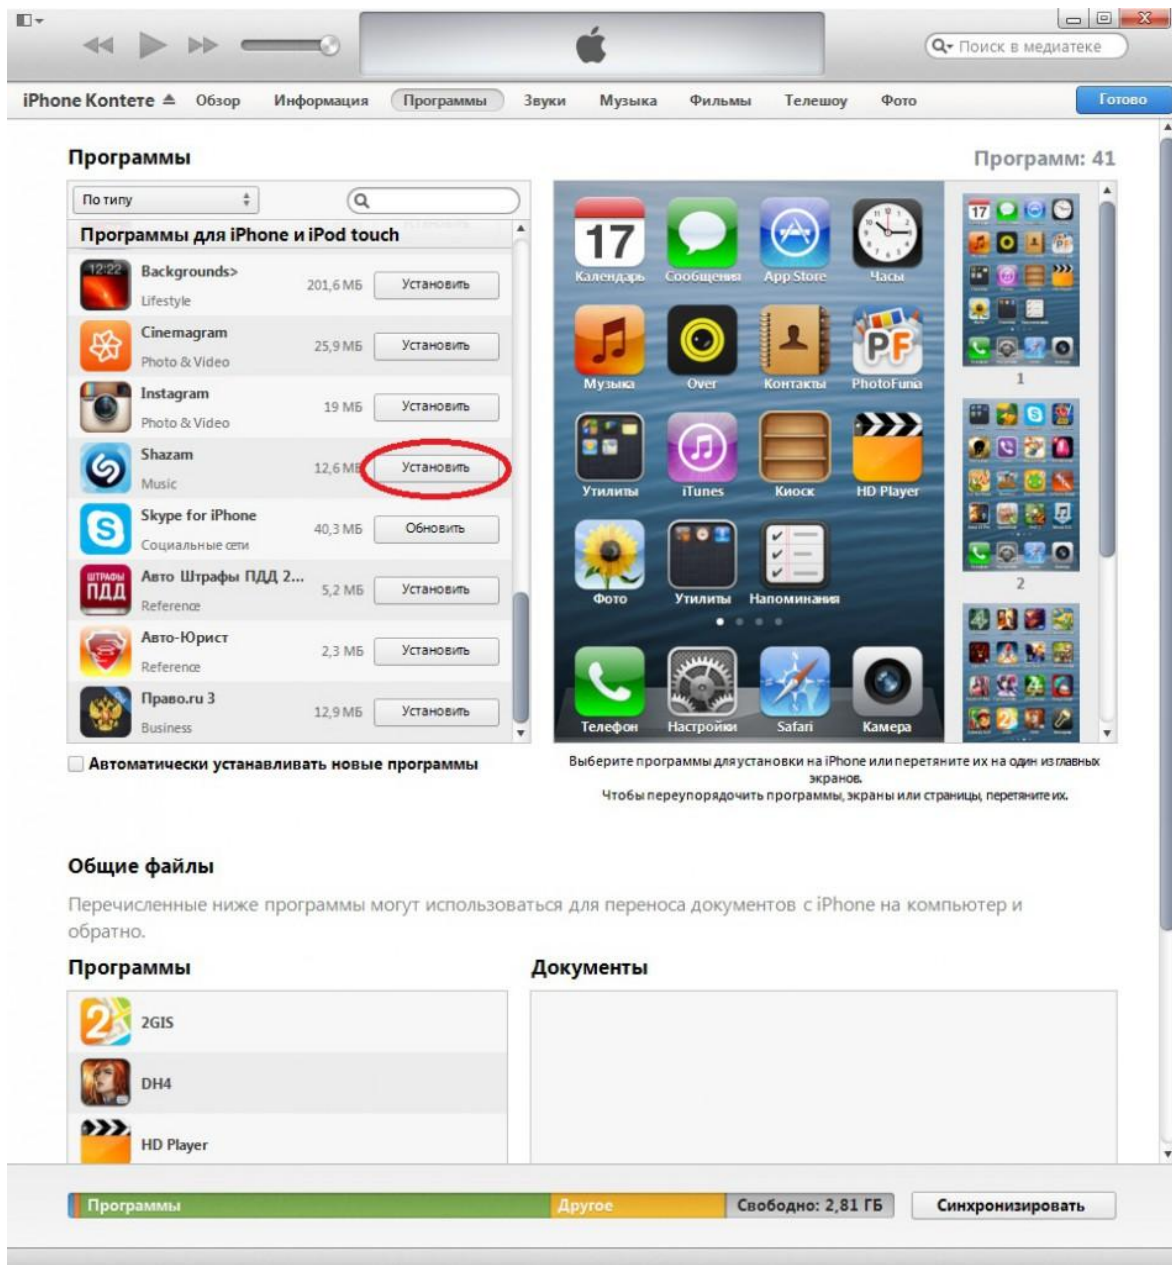 Поиск в медиатеке
iPhone Kontere Обзор Информация Программы Звуки Музыка Фильмы Телешоу Фото Готово
Программы
Программ: 41
По типу
Программы для iPhone и iPod touch
12:22
Backgrounds> 201,6 МБ Установить
Lifestyle
Cinemagram 25,9 МБ Установить
Photo & Video
Instagram 19 МБ Установить
Photo & Video
Shazam 12,6 МБ Установить
Music
Skype for iPhone 40,3 МБ Обновить
Социальные сети
ШТРАФЫ
ПДД
Авто Штрафы ПДД 2... 5,2 МБ Установить
Reference
Авто-Юрист 2,3 МБ Установить
Reference
Право.ru 3 12,9 МБ Установить
Business
Автоматически устанавливать новые программы
17
Календарь Сообщения App Store Часы
PF
Музыка Over Контакты PhotoFunia
Утилиты iTunes Киоск HD Player
Фото Утилиты Напоминания
Телефон Настройки Safari Камера
17
1
2
Выберите программы для установки на iPhone или перетяните их на один из главных
экранов.
Чтобы переупорядочить программы, экраны или страницы, перетяните их.
Общие файлы
Перечисленные ниже программы могут использоваться для переноса документов с iPhone на компьютер и
обратно.
Программы
Документы
2GIS
DH4
HD Player
Программы Другое Свободно: 2,81 ГБ Синхронизировать